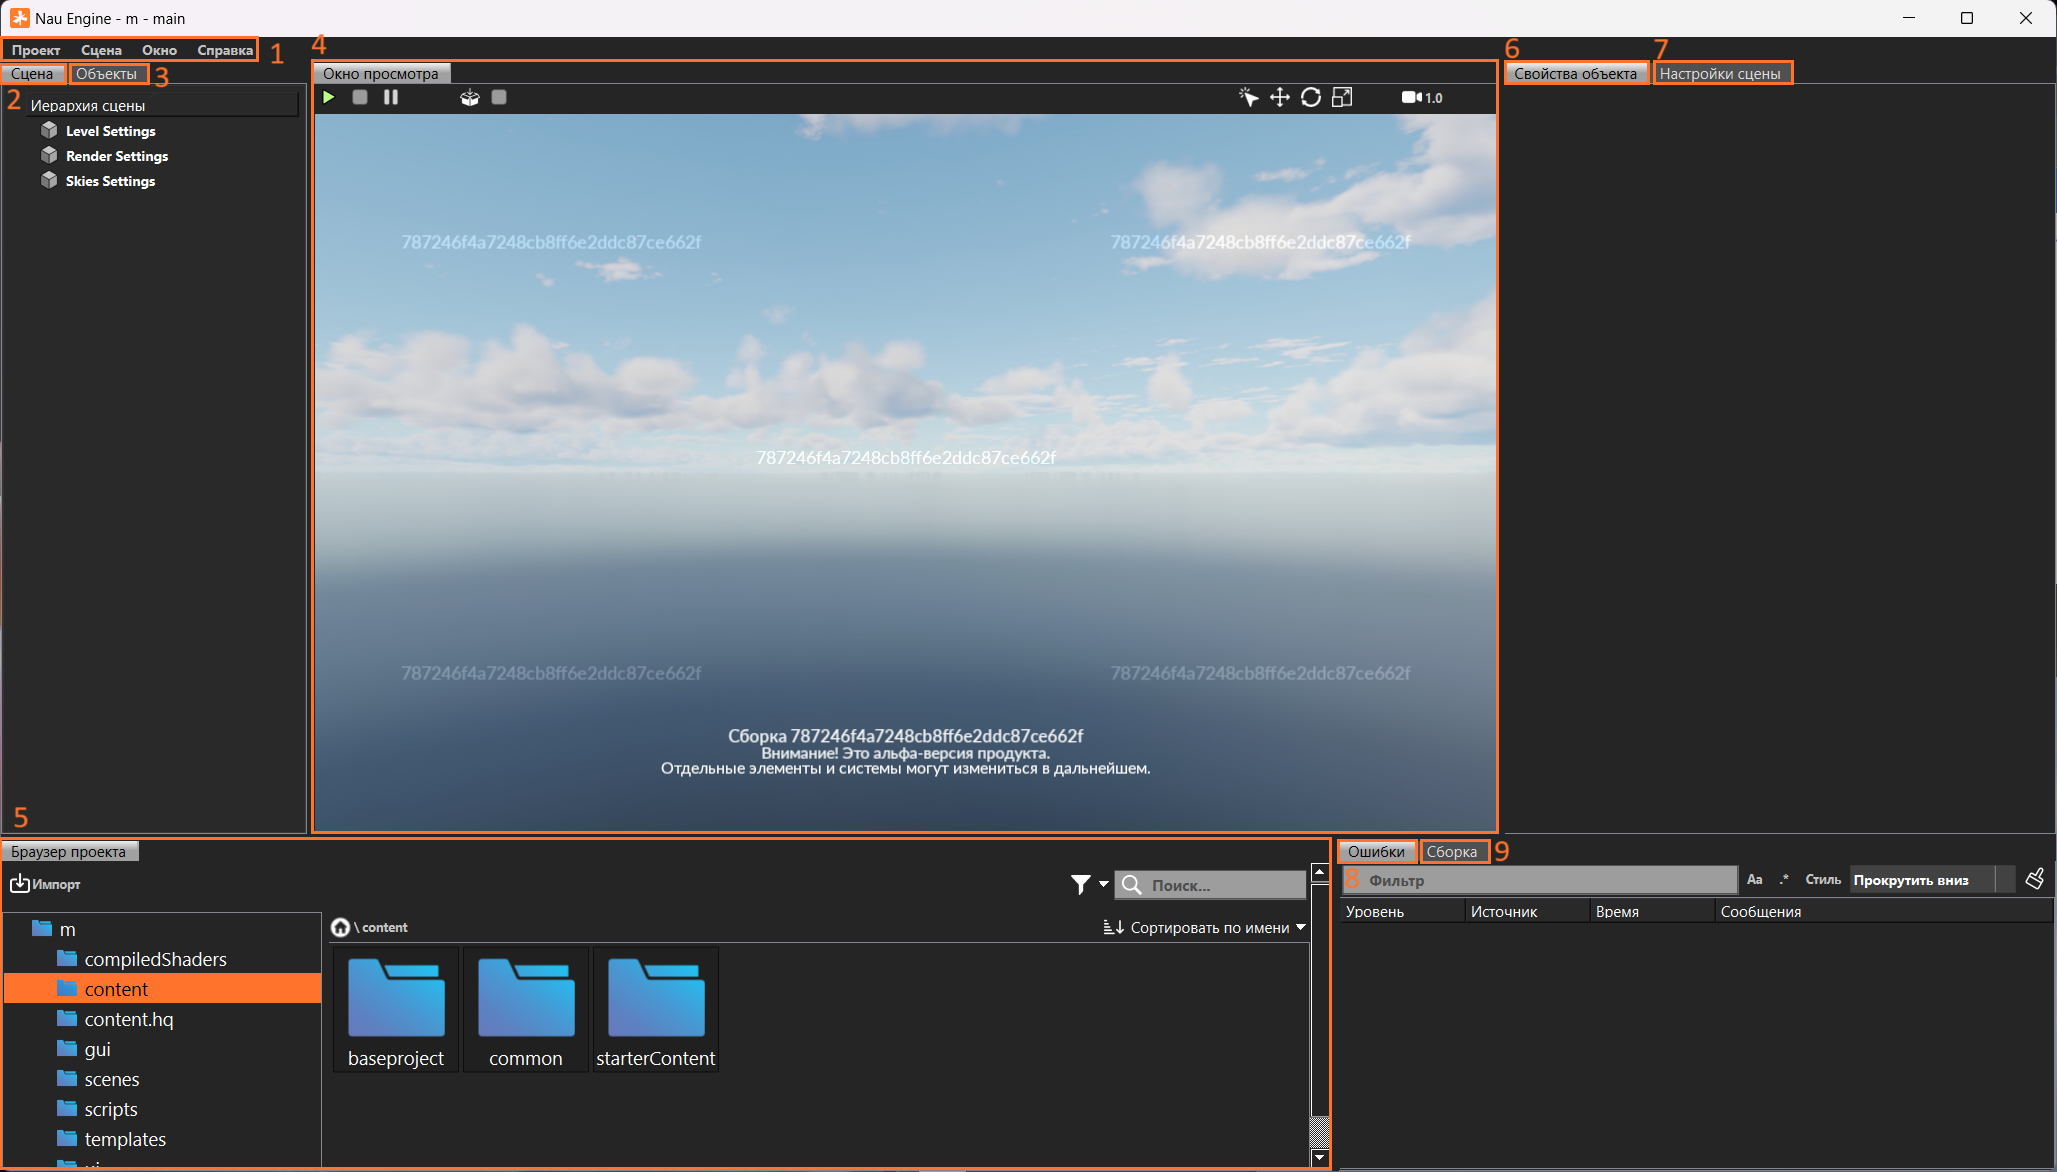 Nau Engine - m - main
Проект Сцена Окно Справка 1
Сцена Объекты 3
2 Иерархия сцены
Level Settings
Render Settings
Skies Settings
4
Окно просмотра
1.0
787246f4a7248cb8ff6e2ddc87ce662f 787246f4a7248cb8ff6e2ddc87ce662f
787246f4a7248cb8ff6e2ddc87ce662f
787246f4a7248cb8ff6e2ddc87ce662f 787246f4a7248cb8ff6e2ddc87ce662f
Сборка 787246f4a7248cb8ff6e2ddc87ce662f
Внимание! Это альфа-версия продукта.
Отдельные элементы и системы могут измениться в дальнейшем.
6 7
Свойства объекта Настройки сцены
5
Браузер проекта
Импорт
Поиск...
m
compiledShaders
content
content.hq
gui
scenes
scripts
templates
\ content
Сортировать по имени
baseproject common starterContent
Ошибки Сборка 9
8 Фильтр Aa .* Стиль Прокрутить вниз
Уровень Источник Время Сообщения